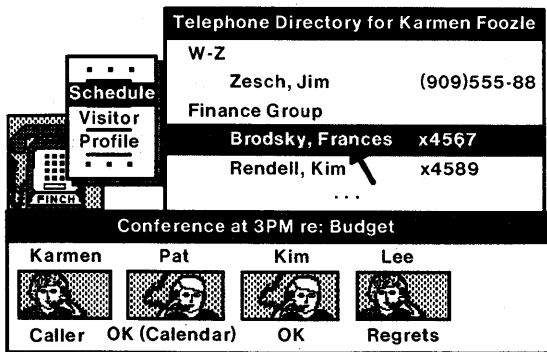 Telephone Directory for Karmen Foozle
W-Z
Zesch, Jim (909)555-88
Finance Group
Brodsky, Frances x4567
Rendell, Kim x4589
. . .
. . .
Schedule
Visitor
Profile
. . .
FINCH
Conference at 3PM re: Budget
Karmen Pat Kim Lee
Caller OK (Calendar) OK Regrets